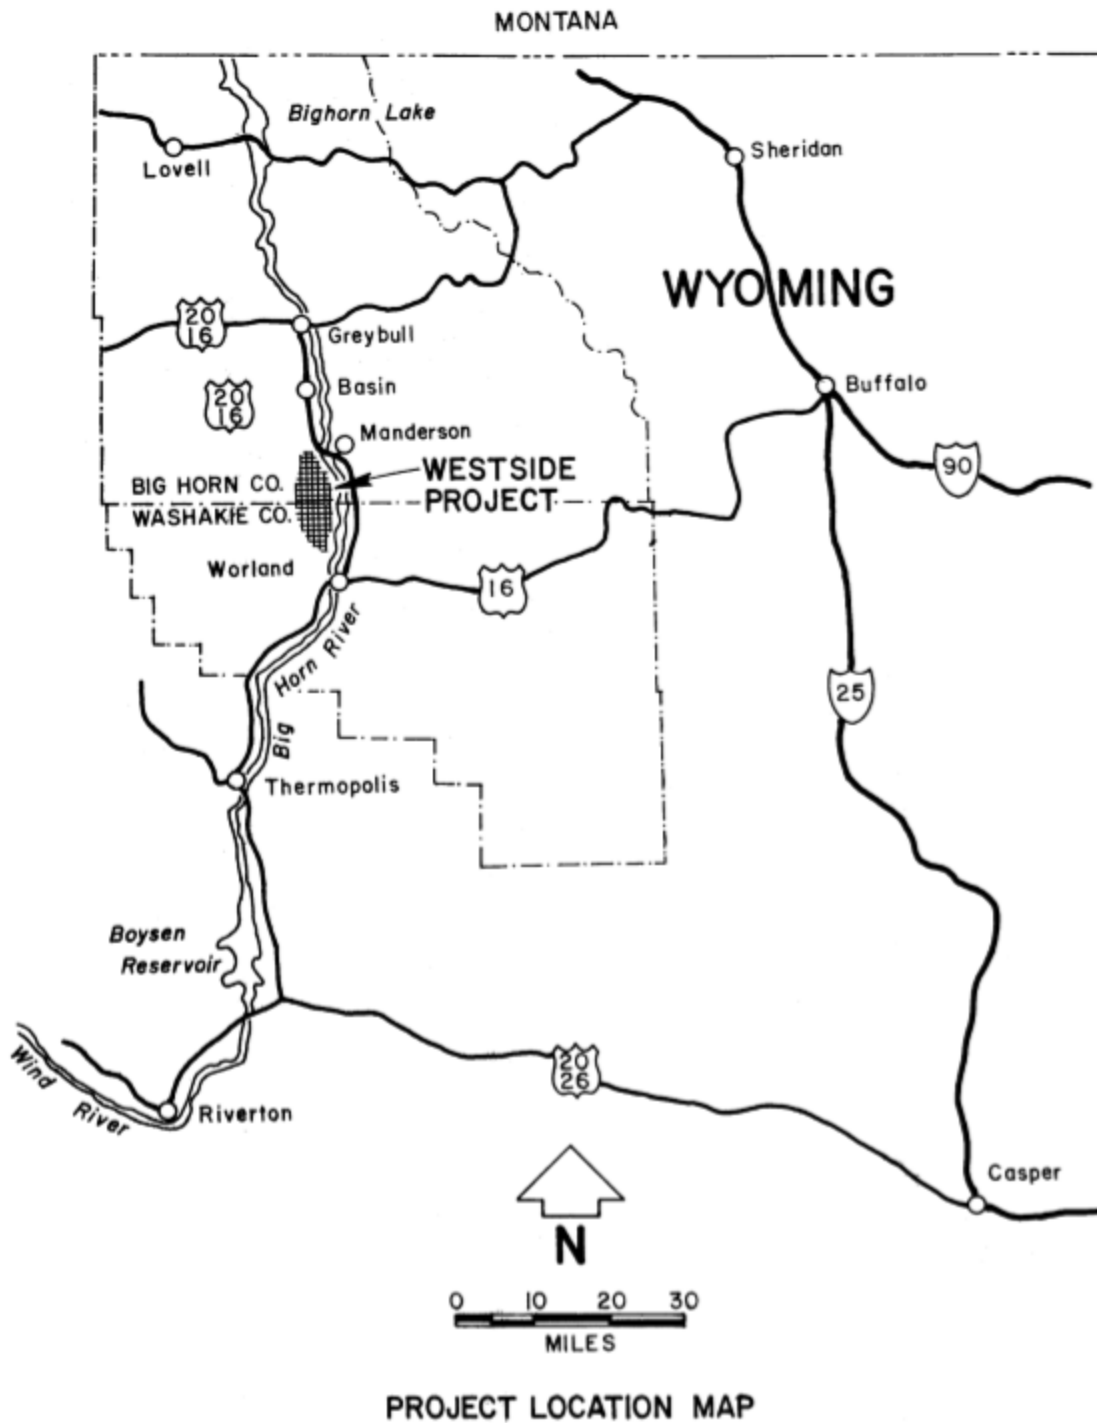 MONTANA
Bighorn Lake
Lovell
Sheridan
WYOMING
20
16
Greybull
20
16
Basin
Buffalo
Manderson
WESTSIDE
PROJECT
90
BIG HORN CO.
WASHAKIE CO.
Worland
16
Big Horn River
25
Thermopolis
Boysen
Reservoir
Wind River
20
26
Riverton
Casper
N
0 10 20 30
MILES
PROJECT LOCATION MAP